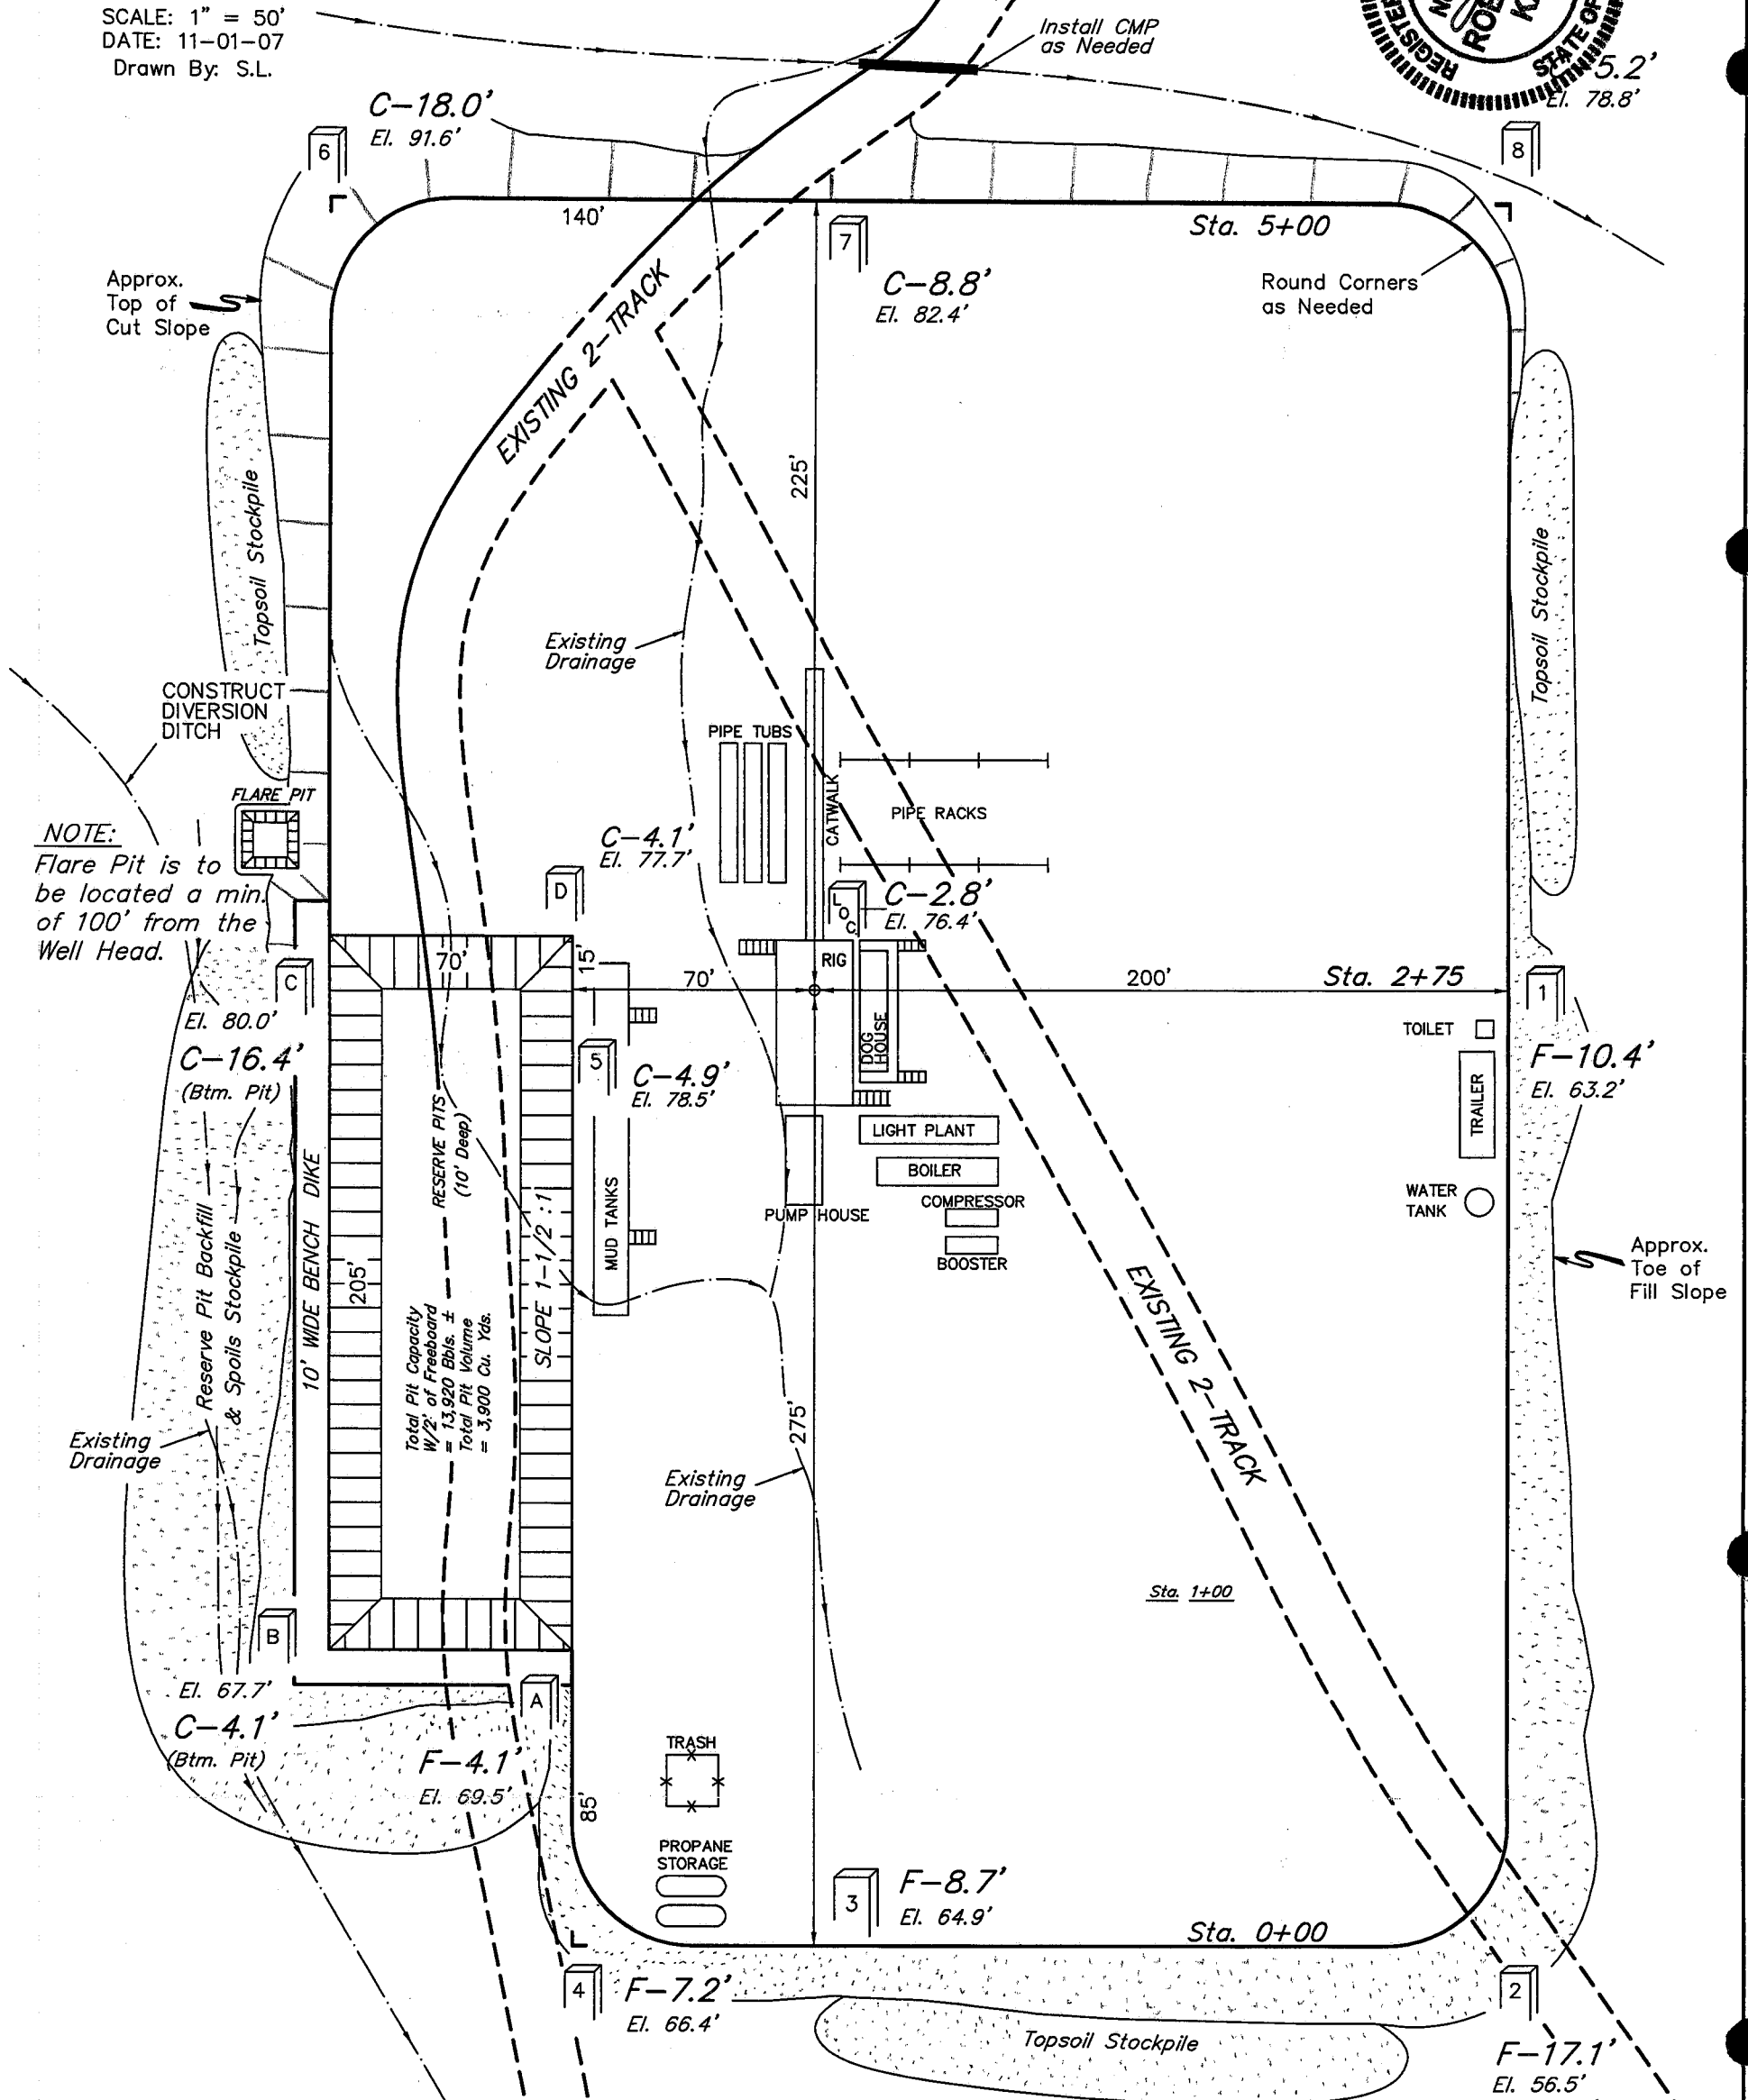 SCALE: 1" = 50'
DATE: 11-01-07
Drawn By: S.L.
Install CMP
as Needed
REGISTER
STATE OF
5.2'
El. 78.8'
C-18.0'
El. 91.6'
6
8
140'
7
Sta. 5+00
C-8.8'
El. 82.4'
Round Corners
as Needed
Approx.
Top of
Cut Slope
EXISTING 2-TRACK
225'
Topsoil Stockpile
Topsoil Stockpile
Existing
Drainage
CONSTRUCT
DIVERSION
DITCH
PIPE TUBS
CATWALK
PIPE RACKS
FLARE PIT
NOTE:
Flare Pit is to
be located a min.
of 100' from the
Well Head.
C-4.1'
El. 77.7'
D
LOC.
C-2.8'
El. 76.4'
C
70'
15'
70'
RIG
200'
Sta. 2+75
1
El. 80.0'
C-16.4'
(Btm. Pit)
5
C-4.9'
El. 78.5'
DOG
HOUSE
TOILET
F-10.4'
El. 63.2'
TRAILER
RESERVE PITS
(10' Deep)
LIGHT PLANT
BOILER
COMPRESSOR
BOOSTER
PUMP HOUSE
MUD TANKS
WATER
TANK
10' WIDE BENCH DIKE
205'
SLOPE 1-1/2 :1
Reserve Pit Backfill
& Spoils Stockpile
Total Pit Capacity
W/2' of Freeboard
= 13,920 Bbls. ±
Total Pit Volume
= 3,900 Cu. Yds.
Approx.
Toe of
Fill Slope
EXISTING 2-TRACK
275'
Existing
Drainage
Existing
Drainage
Sta. 1+00
B
El. 67.7'
C-4.1'
(Btm. Pit)
A
F-4.1'
El. 69.5'
TRASH
85'
PROPANE
STORAGE
3
F-8.7'
El. 64.9'
Sta. 0+00
4
F-7.2'
El. 66.4'
2
Topsoil Stockpile
F-17.1'
El. 56.5'